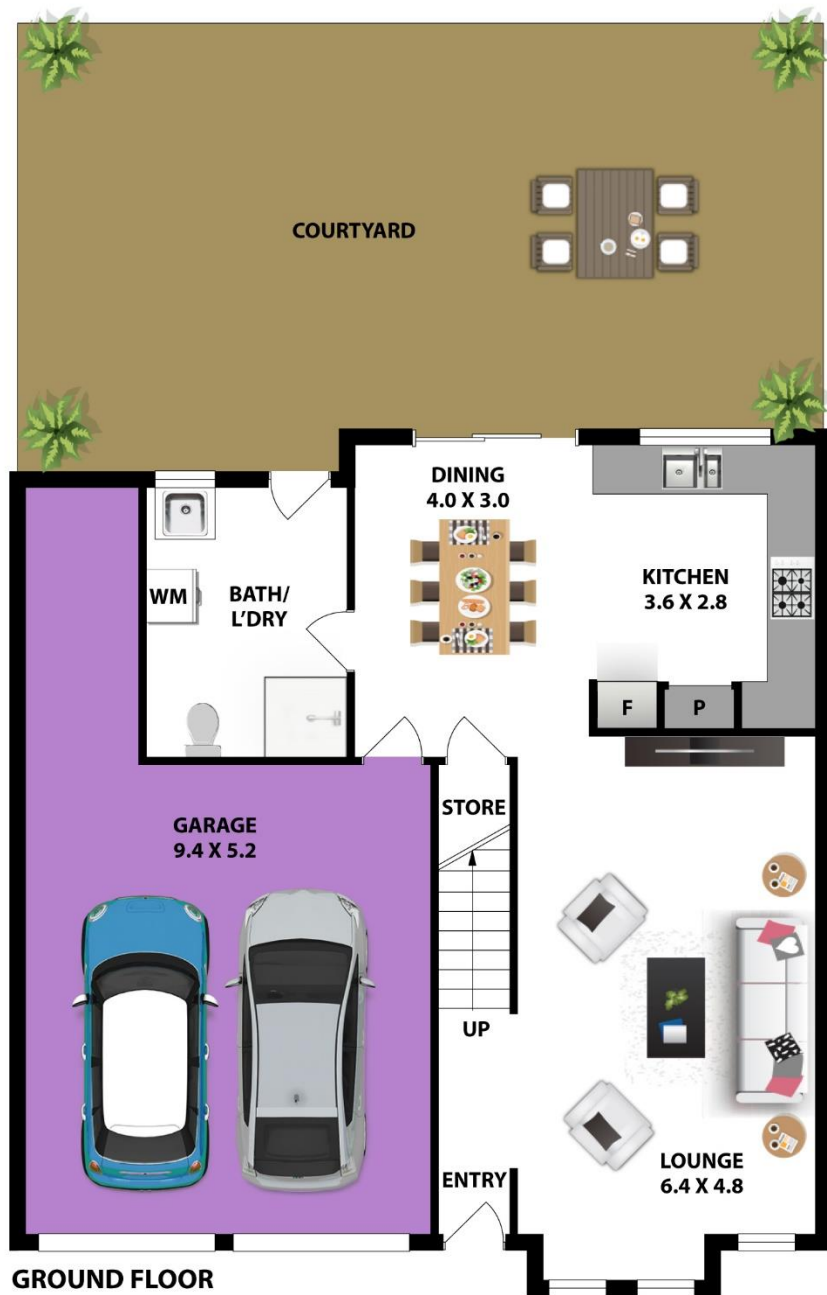 COURTYARD
DINING
4.0 X 3.0
KITCHEN
3.6 X 2.8
WM
BATH/
L'DRY
F
P
STORE
GARAGE
9.4 X 5.2
UP
ENTRY
LOUNGE
6.4 X 4.8
GROUND FLOOR